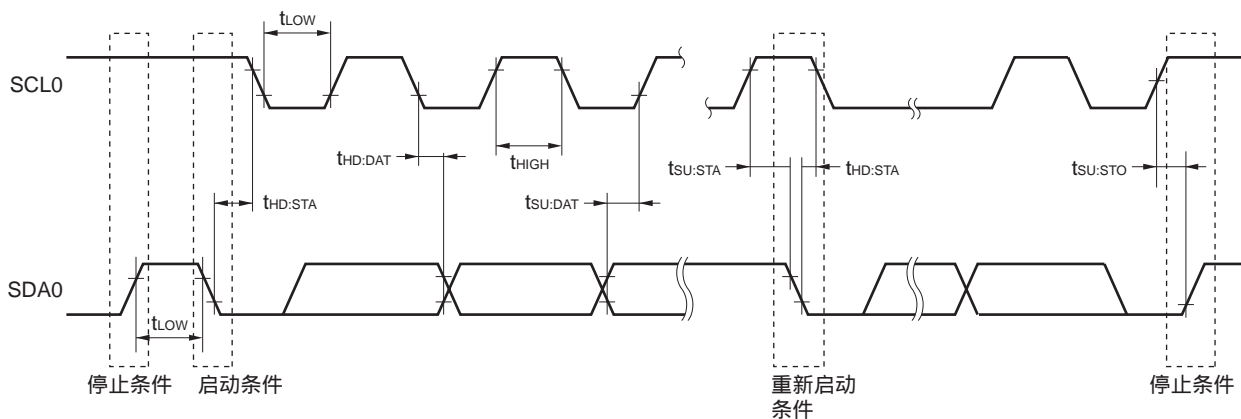 tLOW
SCL0
tHD:DAT
tHIGH
tSU:STA
tHD:STA
tSU:STO
tHD:STA
tSU:DAT
SDA0
tLOW
停止条件
启动条件
重新启动
条件
停止条件